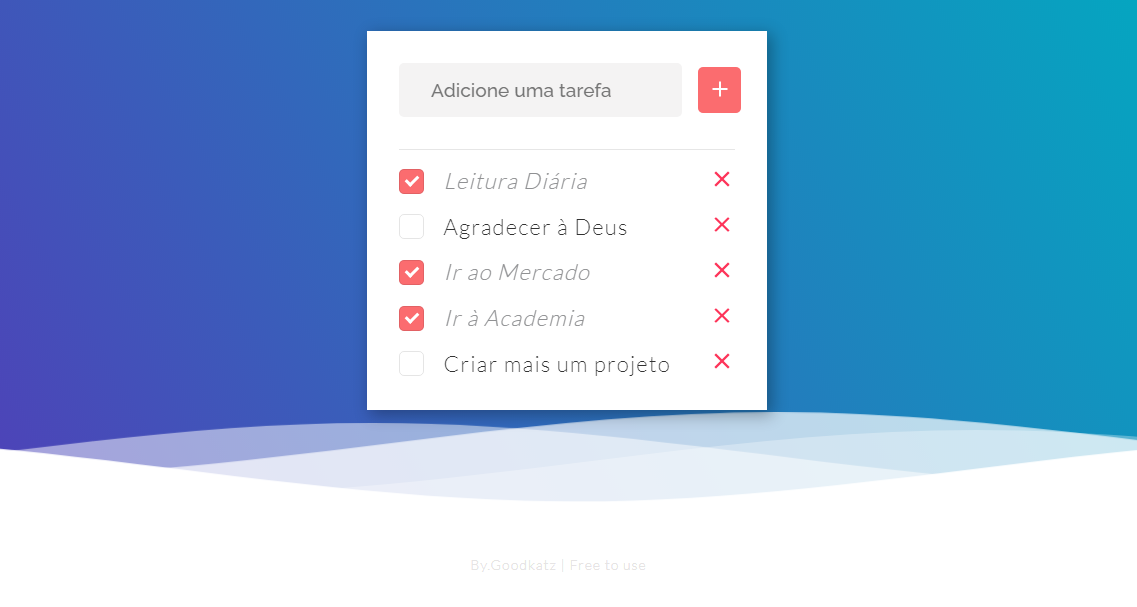 Adicione uma tarefa
+
Leitura Diária
Agradecer à Deus
Ir ao Mercado
Ir à Academia
Criar mais um projeto
By.Goodkatz | Free to use